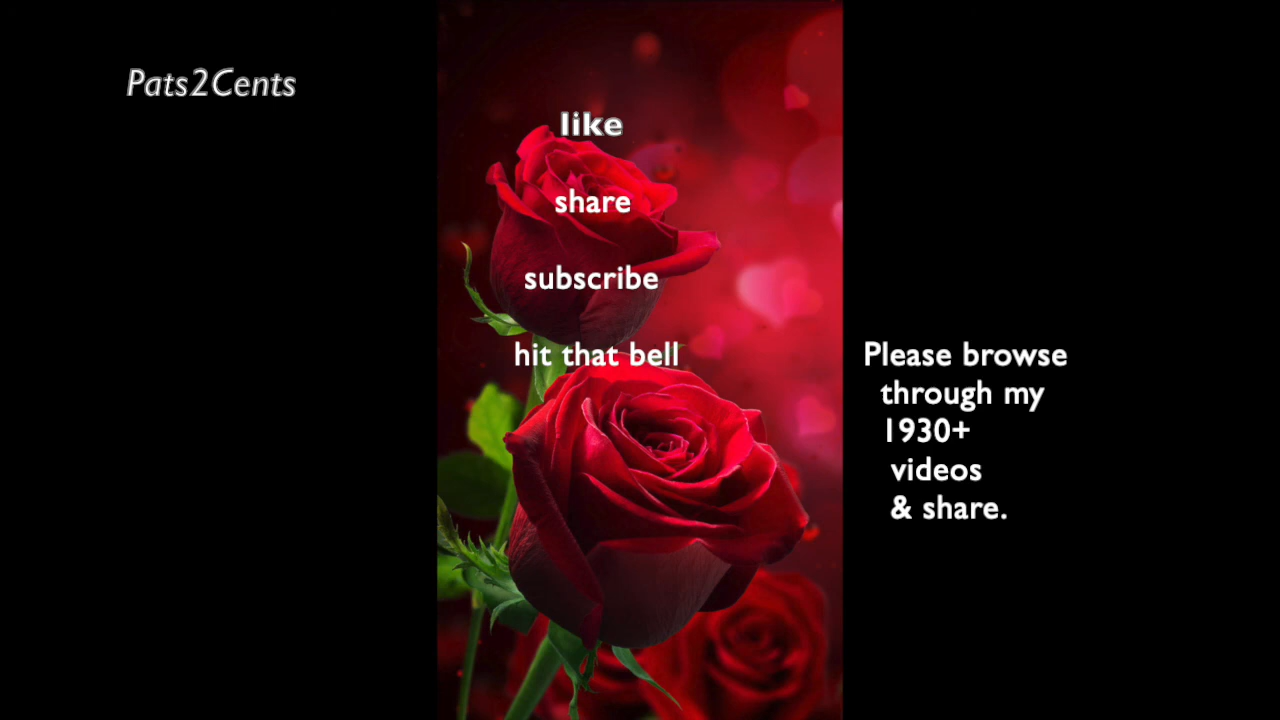 Pats2Cents
like
share
subscribe
hit that bell
Please browse
through my
1930+
videos
& share.